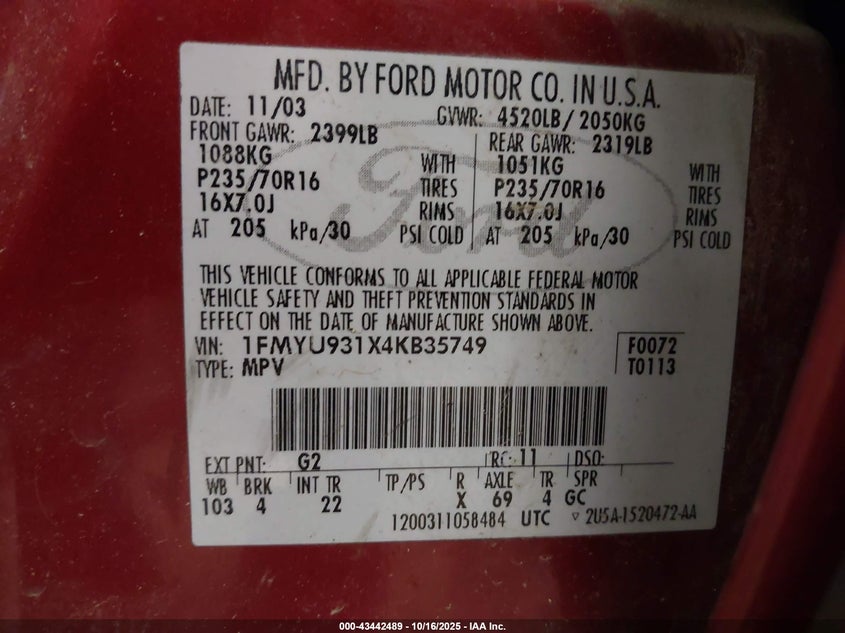 MFD. BY FORD MOTOR CO. IN U.S.A.
DATE: 11/03 GVWR: 4520LB/ 2050KG
FRONT GAWR: 2399LB REAR GAWR: 2319LB
1088KG WITH 1051KG WITH
P235/70R16 TIRES P235/70R16 TIRES
16X7.0J RIMS 16X7.0J RIMS
AT 205 kPa/30 PSI COLD AT 205 kPa/30 PSI COLD
Ford
THIS VEHICLE CONFORMS TO ALL APPLICABLE FEDERAL MOTOR
VEHICLE SAFETY AND THEFT PREVENTION STANDARDS IN
EFFECT ON THE DATE OF MANUFACTURE SHOWN ABOVE.
VIN: 1FMYU931X4KB35749 F0072
TYPE: MPV T0113
EXT PNT: G2 RC: 11 DSO:
WB BRK INT TR TP/PS R AXLE TR SPR
103 4 22 X 69 4 GC
1200311058484 UTC ▽ 2U5A-1520472-AA
000-43442489 - 10/16/2025 - IAA Inc.